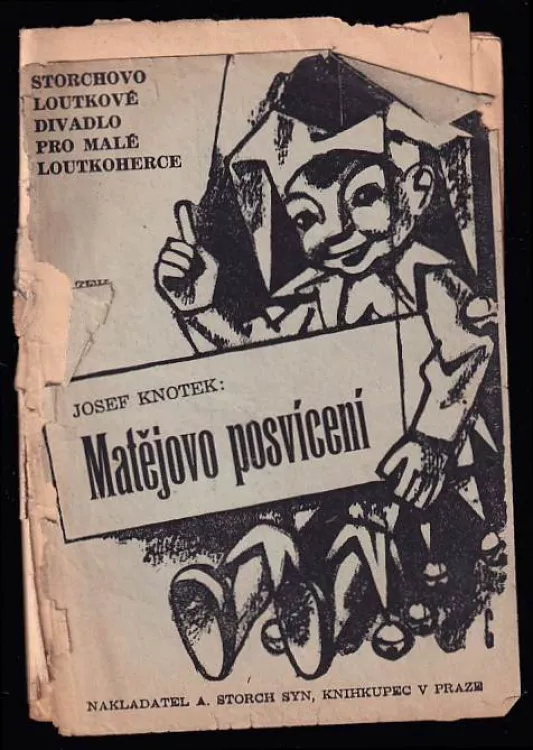 STORCHOVO
LOUTKOVÉ
DIVADLO
PRO MALÉ
LOUTKOHERCE
JOSEF KNOTEK:
Matějovo posvícení
NAKLADATEL A. STORCH SYN, KNIHKUPEC V PRAZE